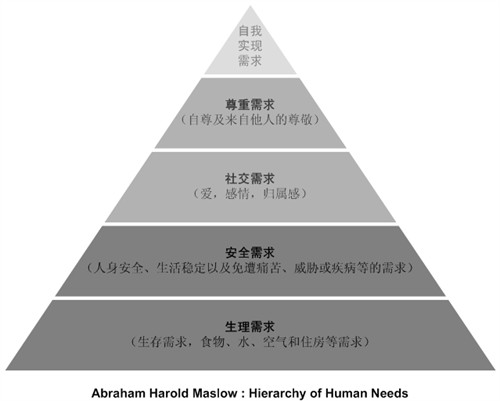 自我
实现
需求
尊重需求
（自尊及来自他人的尊敬）
社交需求
（爱，感情，归属感）
安全需求
（人身安全、生活稳定以及免遭痛苦、威胁或疾病等的需求）
生理需求
（生存需求，食物、水、空气和住房等需求）
Abraham Harold Maslow : Hierarchy of Human Needs